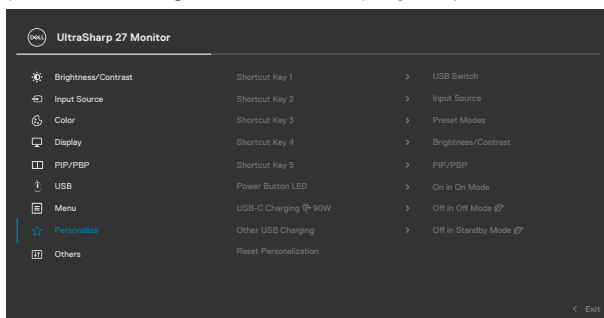 DELL UltraSharp 27 Monitor
Brightness/Contrast Shortcut Key 1 > USB Switch
Input Source Shortcut Key 2 > Input Source
Color Shortcut Key 3 > Preset Modes
Display Shortcut Key 4 > Brightness/Contrast
PIP/PBP Shortcut Key 5 > PIP/PBP
USB Power Button LED > On in On Mode
Menu USB-C Charging 90W > Off in Off Mode
Personalize Other USB Charging > Off in Standby Mode
Others Reset Personalization
< Exit